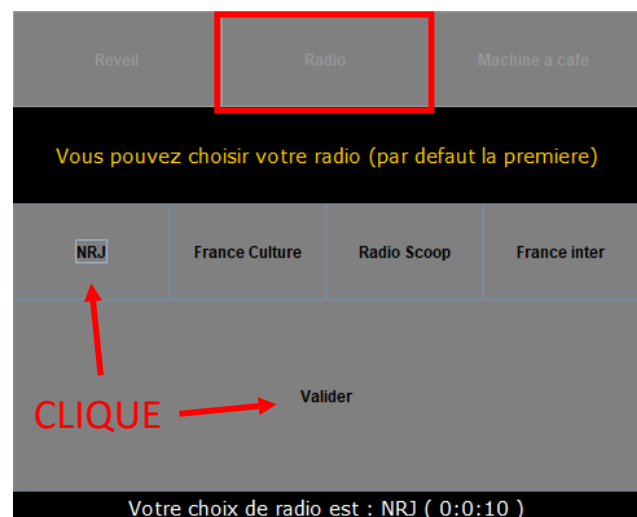 Reveil Radio Machine a cafe
Vous pouvez choisir votre radio (par defaut la premiere)
NRJ France Culture Radio Scoop France inter
Valider
CLIQUE
Votre choix de radio est : NRJ ( 0:0:10 )